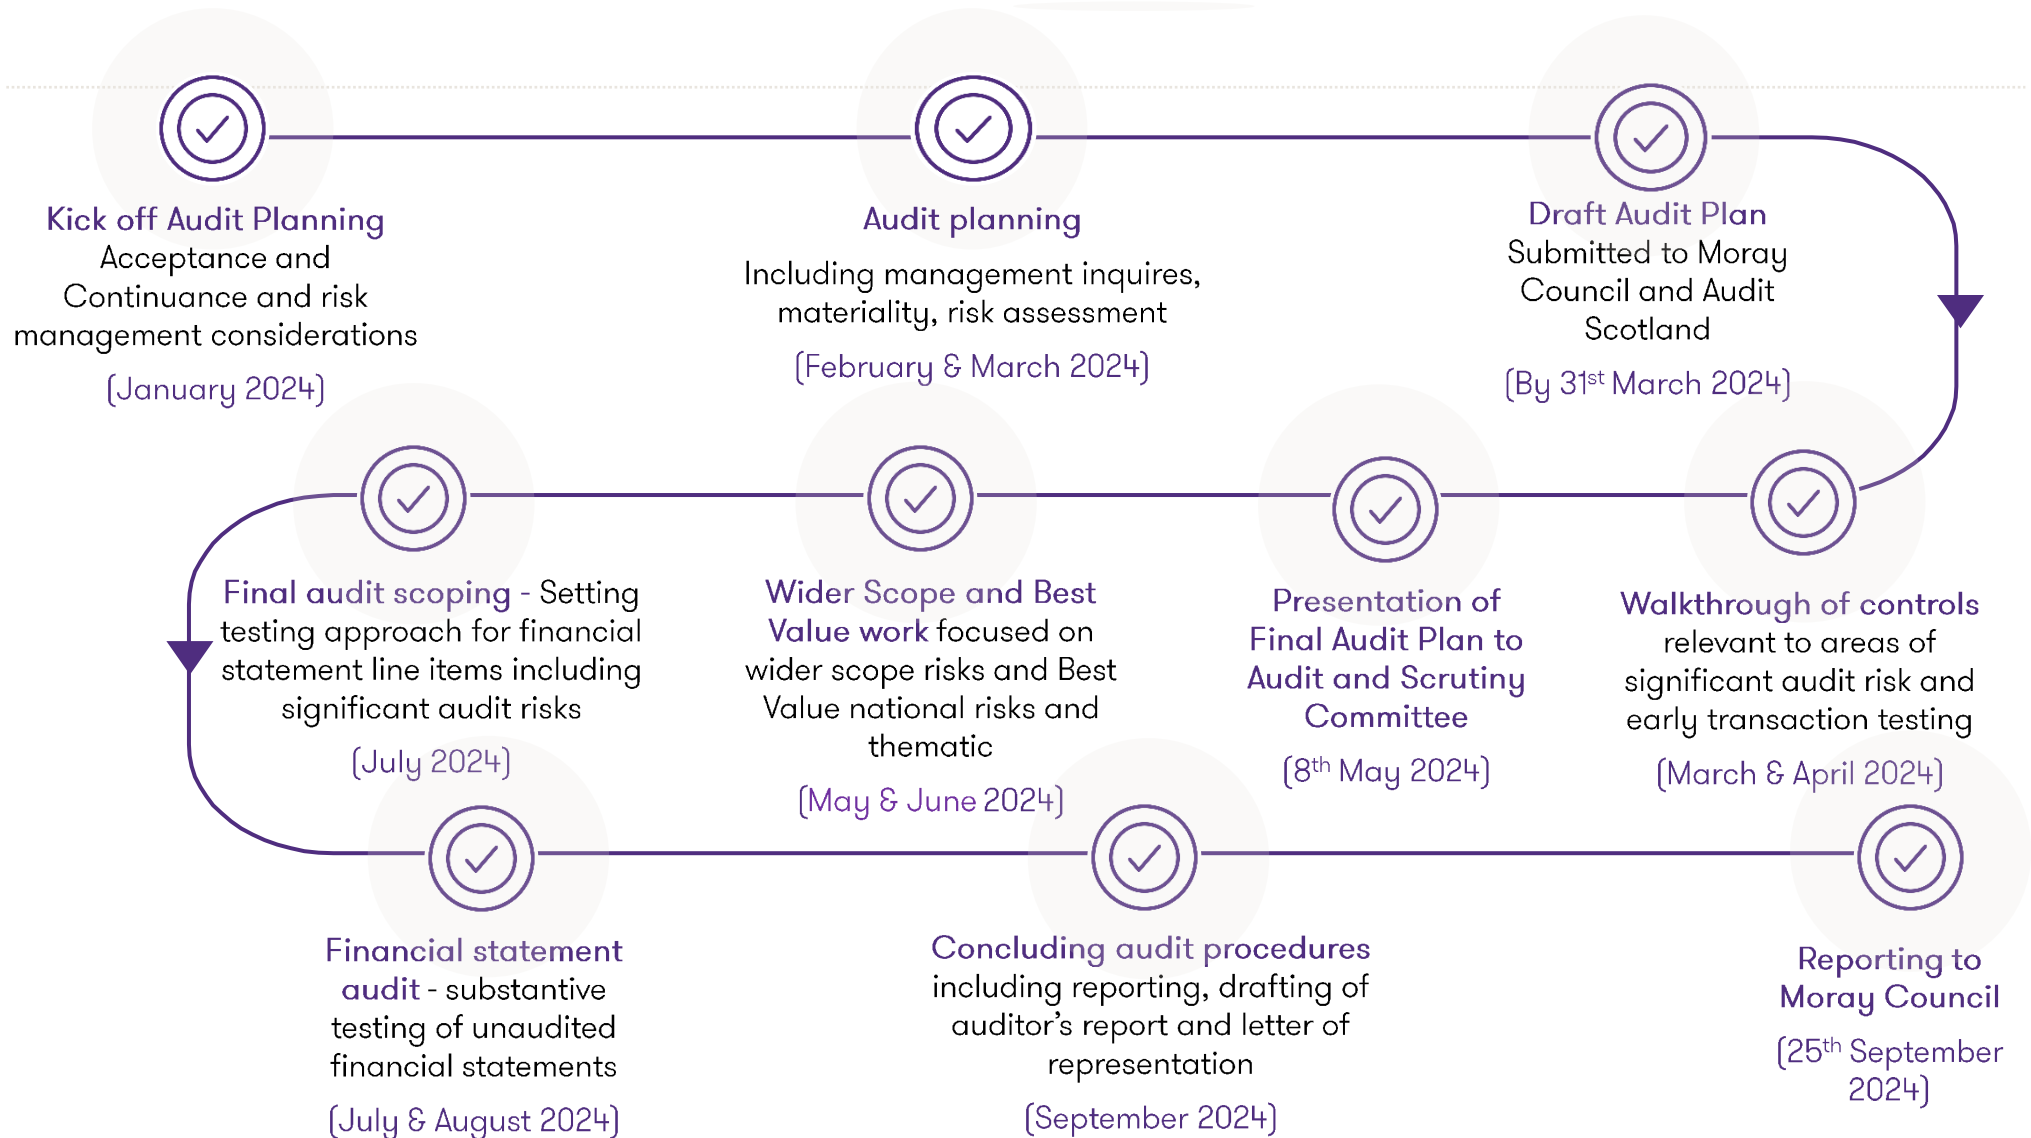 Kick off Audit Planning
Acceptance and
Continuance and risk
management considerations
(January 2024)
Audit planning
Including management inquires,
materiality, risk assessment
(February & March 2024)
Draft Audit Plan
Submitted to Moray
Council and Audit
Scotland
(By 31st March 2024)
Final audit scoping - Setting
testing approach for financial
statement line items including
significant audit risks
(July 2024)
Wider Scope and Best
Value work focused on
wider scope risks and Best
Value national risks and
thematic
(May & June 2024)
Presentation of
Final Audit Plan to
Audit and Scrutiny
Committee
(8th May 2024)
Walkthrough of controls
relevant to areas of
significant audit risk and
early transaction testing
(March & April 2024)
Financial statement
audit - substantive
testing of unaudited
financial statements
(July & August 2024)
Concluding audit procedures
including reporting, drafting of
auditor's report and letter of
representation
(September 2024)
Reporting to
Moray Council
(25th September
2024)